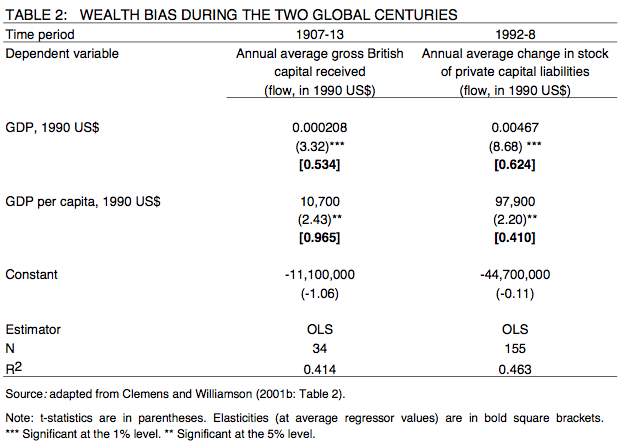 TABLE 2: WEALTH BIAS DURING THE TWO GLOBAL CENTURIES
Time period 1907-13 1992-8
Dependent variable Annual average gross British Annual average change in stock
capital received of private capital liabilities
(flow, in 1990 US$) (flow, in 1990 US$)
GDP, 1990 US$ 0.000208 0.00467
(3.32)*** (8.68) ***
[0.534] [0.624]
GDP per capita, 1990 US$ 10,700 97,900
(2.43)** (2.20)**
[0.965] [0.410]
Constant -11,100,000 -44,700,000
(-1.06) (-0.11)
Estimator OLS OLS
N 34 155
R2 0.414 0.463
Source: adapted from Clemens and Williamson (2001b: Table 2).
Note: t-statistics are in parentheses. Elasticities (at average regressor values) are in bold square brackets.
*** Significant at the 1% level. ** Significant at the 5% level.